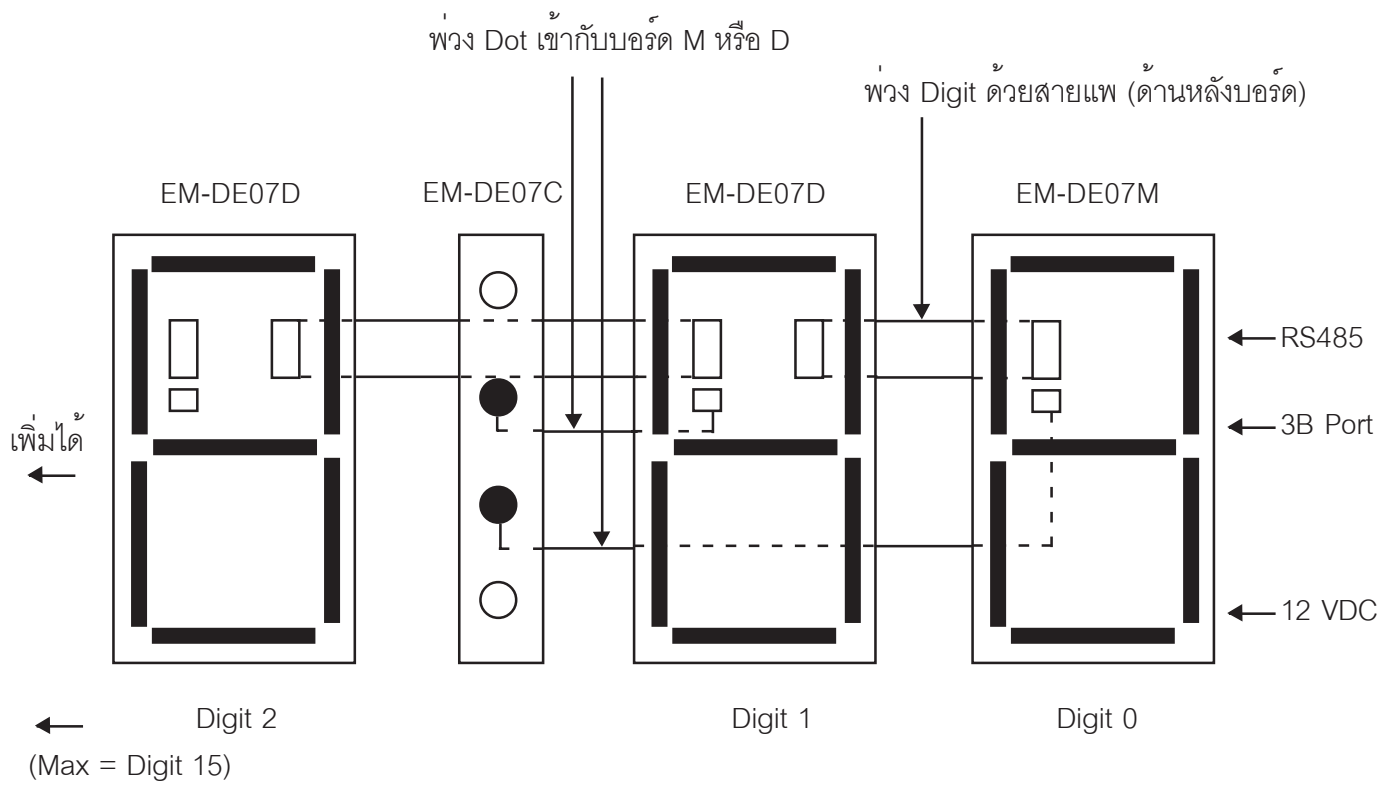 พ่วง Dot เข้ากับบอร์ด M หรือ D
พ่วง Digit ด้วยสายแพ (ด้านหลังบอร์ด)
EM-DE07D
EM-DE07C
EM-DE07D
EM-DE07M
RS485
3B Port
เพิ่มได้
12 VDC
Digit 2
Digit 1
Digit 0
(Max = Digit 15)